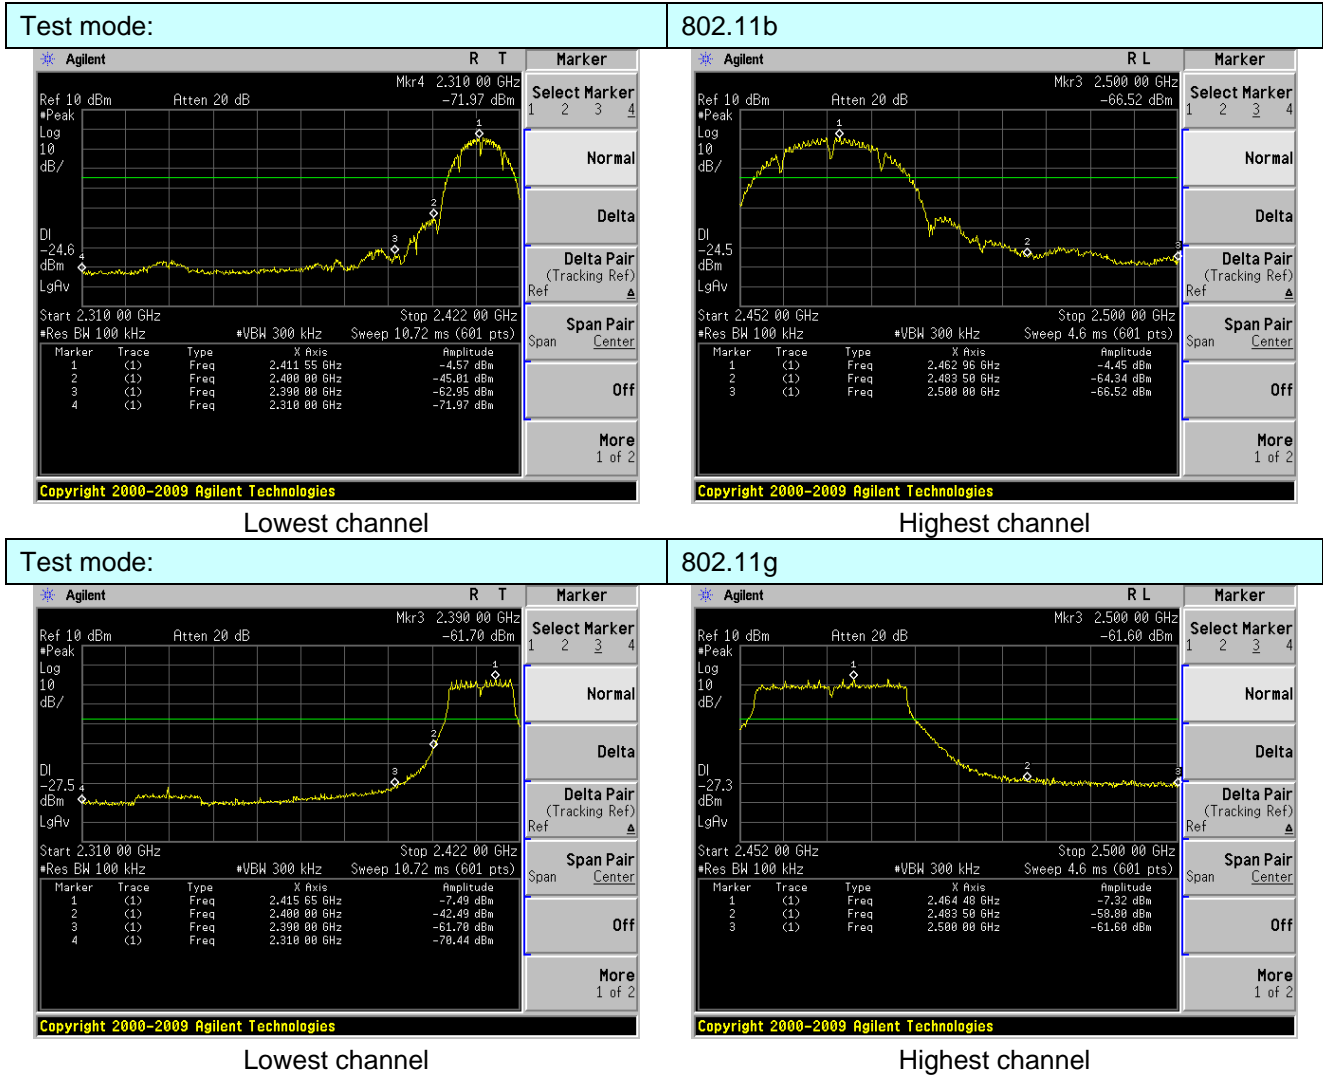 Test mode: 802.11b
Agilent R T Marker
Mkr4 2.310 00 GHz
Ref 10 dBm Atten 20 dB -71.97 dBm
#Peak
Log
10
dB/
DI
-24.6
dBm
LgAv
1
2
3
4
Start 2.310 00 GHz Stop 2.422 00 GHz
#Res BW 100 kHz #VBW 300 kHz Sweep 10.72 ms (601 pts)
Marker Trace Type X Axis Amplitude
1 (1) Freq 2.411 55 GHz -4.57 dBm
2 (1) Freq 2.400 00 GHz -45.01 dBm
3 (1) Freq 2.390 00 GHz -62.95 dBm
4 (1) Freq 2.310 00 GHz -71.97 dBm
Select Marker
1 2 3 4
Normal
Delta
Delta Pair
(Tracking Ref)
Ref Δ
Span Pair
Span Center
Off
More
1 of 2
Copyright 2000-2009 Agilent Technologies
Lowest channel
Agilent R L Marker
Mkr3 2.500 00 GHz
Ref 10 dBm Atten 20 dB -66.52 dBm
#Peak
Log
10
dB/
DI
-24.5
dBm
LgAv
1
2
3
Start 2.452 00 GHz Stop 2.500 00 GHz
#Res BW 100 kHz #VBW 300 kHz Sweep 4.6 ms (601 pts)
Marker Trace Type X Axis Amplitude
1 (1) Freq 2.462 96 GHz -4.45 dBm
2 (1) Freq 2.483 50 GHz -64.34 dBm
3 (1) Freq 2.500 00 GHz -66.52 dBm
Select Marker
1 2 3 4
Normal
Delta
Delta Pair
(Tracking Ref)
Ref Δ
Span Pair
Span Center
Off
More
1 of 2
Copyright 2000-2009 Agilent Technologies
Highest channel
Test mode: 802.11g
Agilent R T Marker
Mkr3 2.390 00 GHz
Ref 10 dBm Atten 20 dB -61.70 dBm
#Peak
Log
10
dB/
DI
-27.5
dBm
LgAv
1
2
3
4
Start 2.310 00 GHz Stop 2.422 00 GHz
#Res BW 100 kHz #VBW 300 kHz Sweep 10.72 ms (601 pts)
Marker Trace Type X Axis Amplitude
1 (1) Freq 2.415 65 GHz -7.49 dBm
2 (1) Freq 2.400 00 GHz -42.49 dBm
3 (1) Freq 2.390 00 GHz -61.70 dBm
4 (1) Freq 2.310 00 GHz -70.44 dBm
Select Marker
1 2 3 4
Normal
Delta
Delta Pair
(Tracking Ref)
Ref Δ
Span Pair
Span Center
Off
More
1 of 2
Copyright 2000-2009 Agilent Technologies
Lowest channel
Agilent R L Marker
Mkr3 2.500 00 GHz
Ref 10 dBm Atten 20 dB -61.60 dBm
#Peak
Log
10
dB/
DI
-27.3
dBm
LgAv
1
2
3
Start 2.452 00 GHz Stop 2.500 00 GHz
#Res BW 100 kHz #VBW 300 kHz Sweep 4.6 ms (601 pts)
Marker Trace Type X Axis Amplitude
1 (1) Freq 2.464 48 GHz -7.32 dBm
2 (1) Freq 2.483 50 GHz -58.80 dBm
3 (1) Freq 2.500 00 GHz -61.60 dBm
Select Marker
1 2 3 4
Normal
Delta
Delta Pair
(Tracking Ref)
Ref Δ
Span Pair
Span Center
Off
More
1 of 2
Copyright 2000-2009 Agilent Technologies
Highest channel